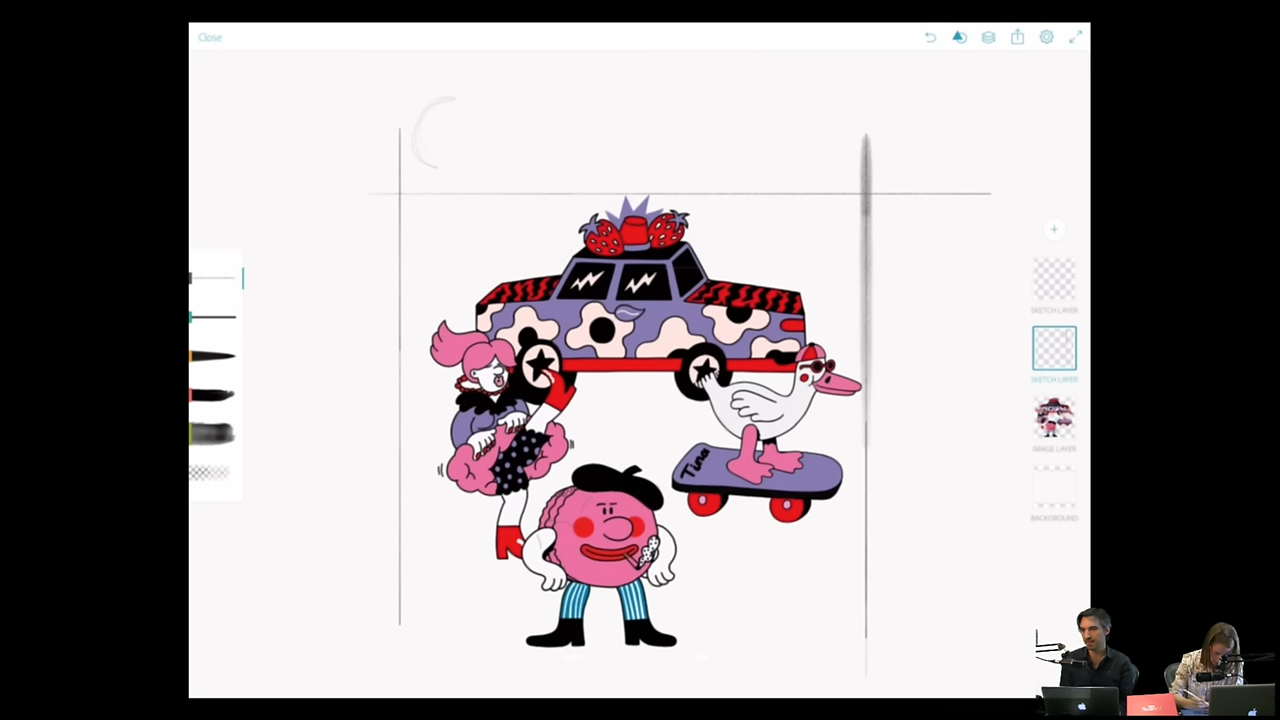 Close
SKETCH LAYER
SKETCH LAYER
IMAGE LAYER
BACKGROUND
Tina